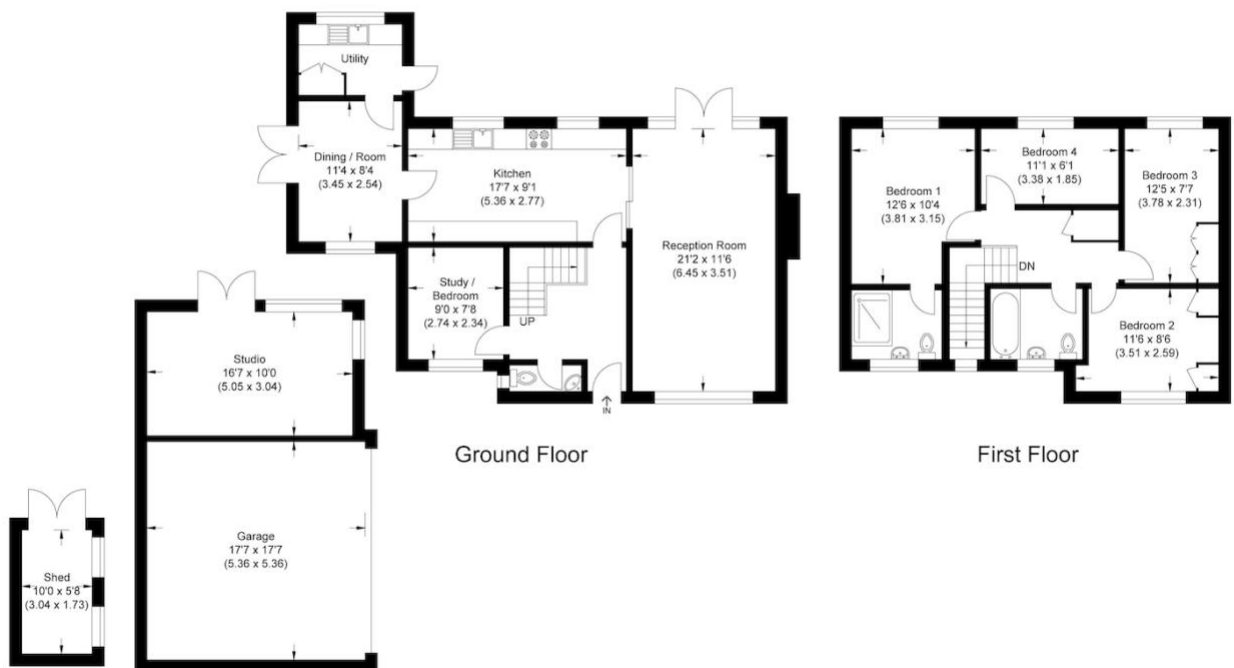 Utility
Dining / Room
11'4 x 8'4
(3.45 x 2.54)
Kitchen
17'7 x 9'1
(5.36 x 2.77)
Reception Room
21'2 x 11'6
(6.45 x 3.51)
Study /
Bedroom
9'0 x 7'8
(2.74 x 2.34)
UP
IN
Studio
16'7 x 10'0
(5.05 x 3.04)
Ground Floor
Garage
17'7 x 17'7
(5.36 x 5.36)
Shed
10'0 x 5'8
(3.04 x 1.73)
Bedroom 1
12'6 x 10'4
(3.81 x 3.15)
Bedroom 4
11'1 x 6'1
(3.38 x 1.85)
Bedroom 3
12'5 x 7'7
(3.78 x 2.31)
DN
Bedroom 2
11'6 x 8'6
(3.51 x 2.59)
First Floor